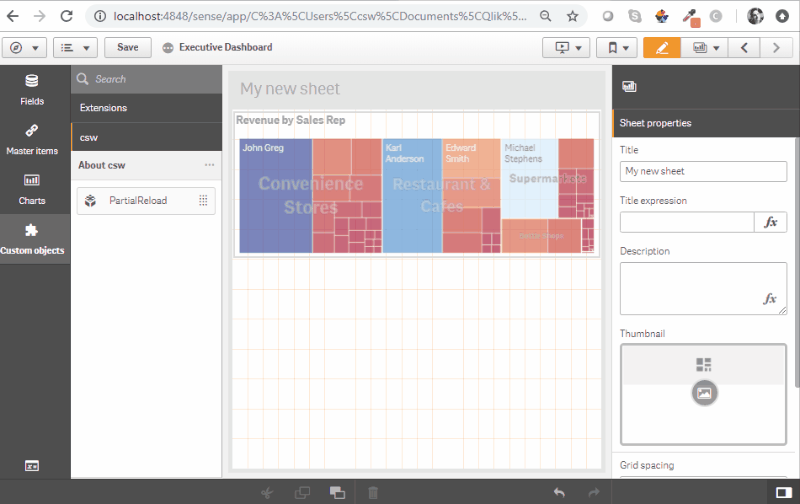 localhost:4848/sense/app/C%3A%5CUsers%5Ccsw%5CDocuments%5CQlik%5...
Save
Executive Dashboard
Fields
Master items
Charts
Custom objects
Search
Extensions
csw
About csw
PartialReload
My new sheet
Revenue by Sales Rep
John Greg
Karl
Anderson
Edward
Smith
Michael
Stephens
Convenience
Stores
Restaurant &
Cafes
Sheet properties
Title
My new sheet
Title expression
fx
Description
fx
Thumbnail
Grid spacing